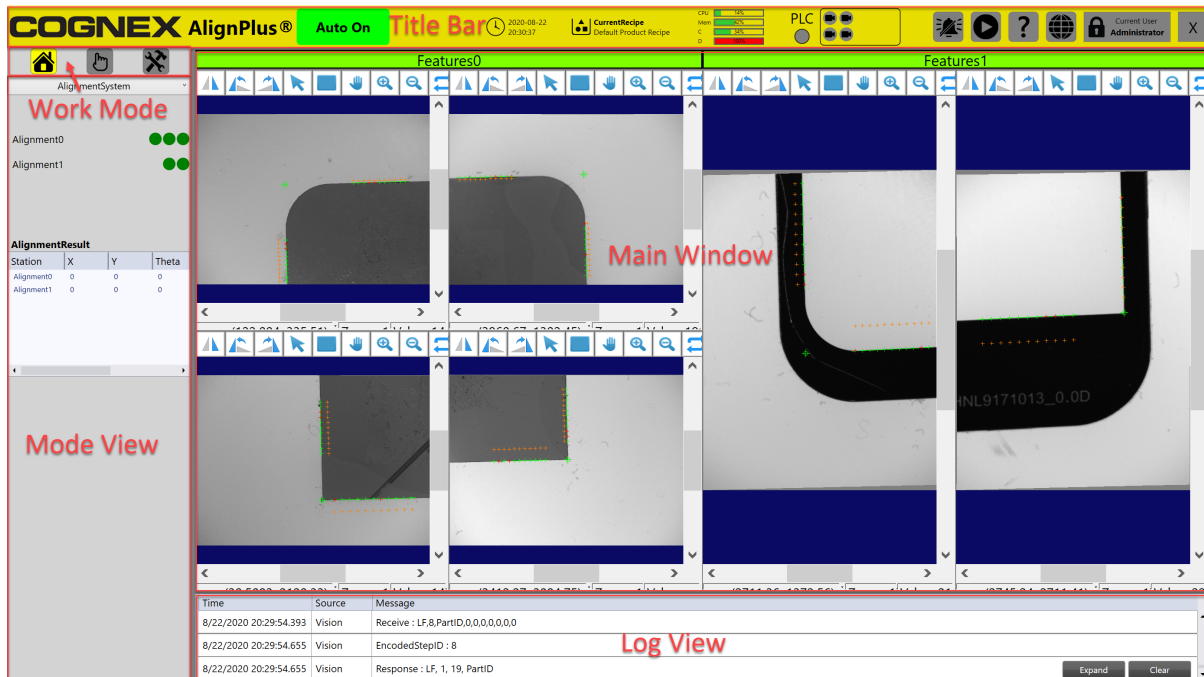 COGNEX AlignPlus® Auto On Title Bar 2020-08-22 20:30:37 CurrentRecipe Default Product Recipe CPU 14% Mem C 34% D 100% PLC ? Current User Administrator X
Features0 Features1
AlignmentSystem
Work Mode
Alignment0
Alignment1
AlignmentResult
Station X Y Theta
Alignment0 0 0 0
Alignment1 0 0 0
Mode View
Main Window
HNL9171013_0.0D
Time Source Message
8/22/2020 20:29:54.393 Vision Receive : LF,8,PartID,0,0,0,0,0,0,0
8/22/2020 20:29:54.655 Vision EncodedStepID : 8
Log View
8/22/2020 20:29:54.655 Vision Response : LF, 1, 19, PartID
Expand Clear